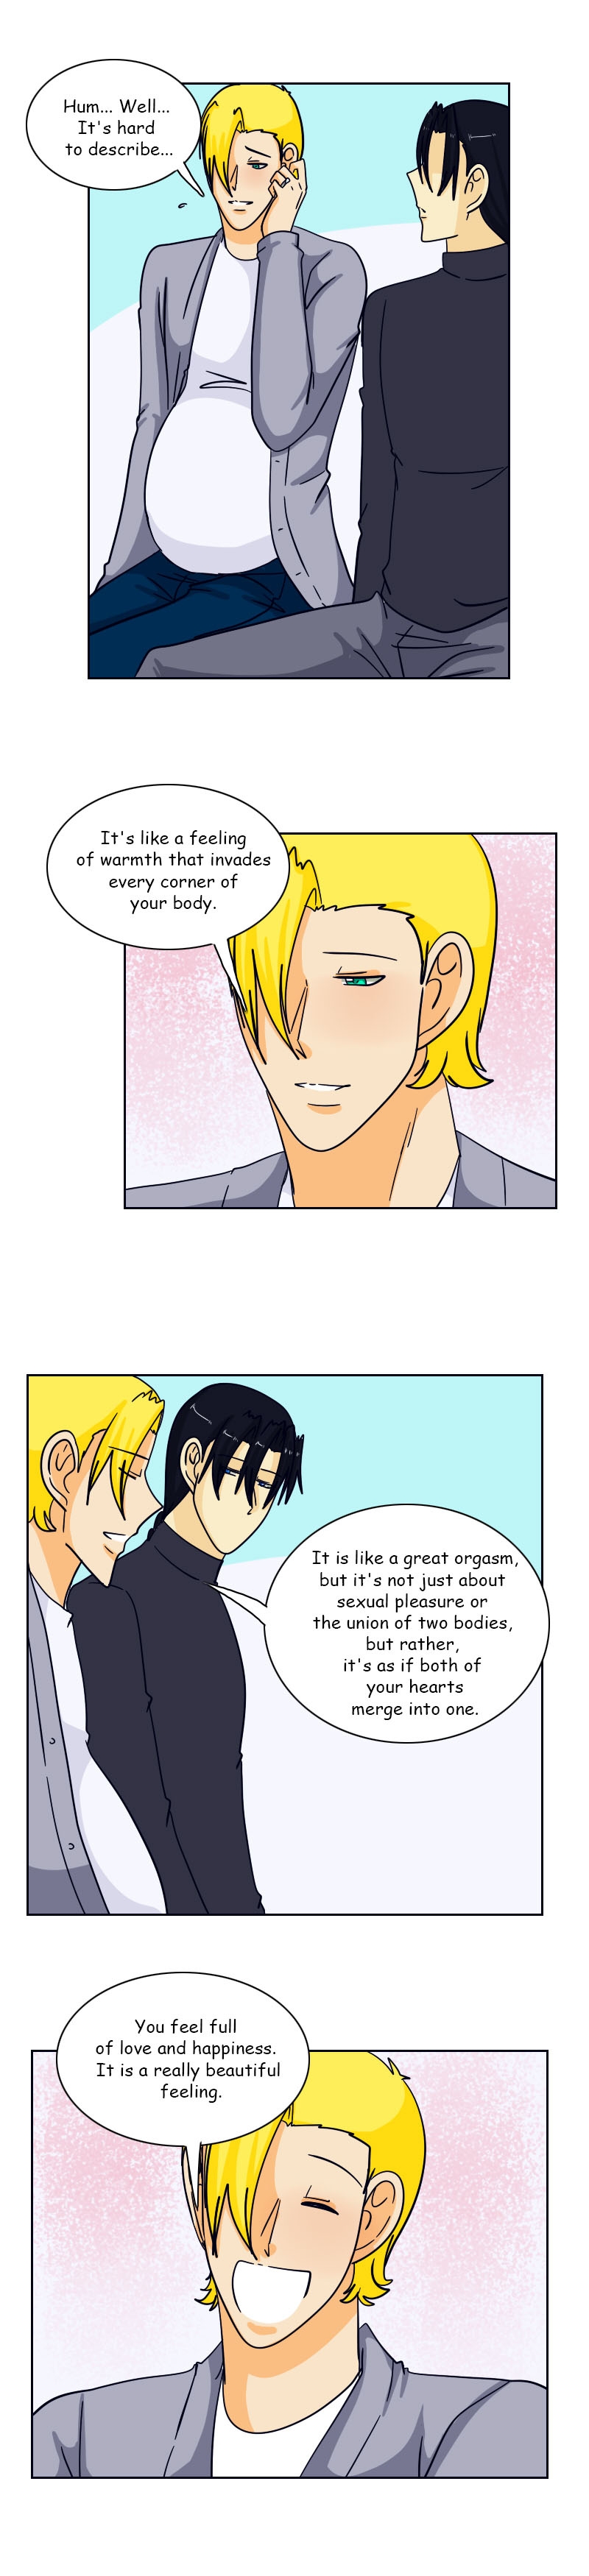 Hum... Well...
It's hard
to describe...
It's like a feeling
of warmth that invades
every corner of
your body.
It is like a great orgasm,
but it's not just about
sexual pleasure or
the union of two bodies,
but rather,
it's as if both of
your hearts
merge into one.
You feel full
of love and happiness.
It is a really beautiful
feeling.